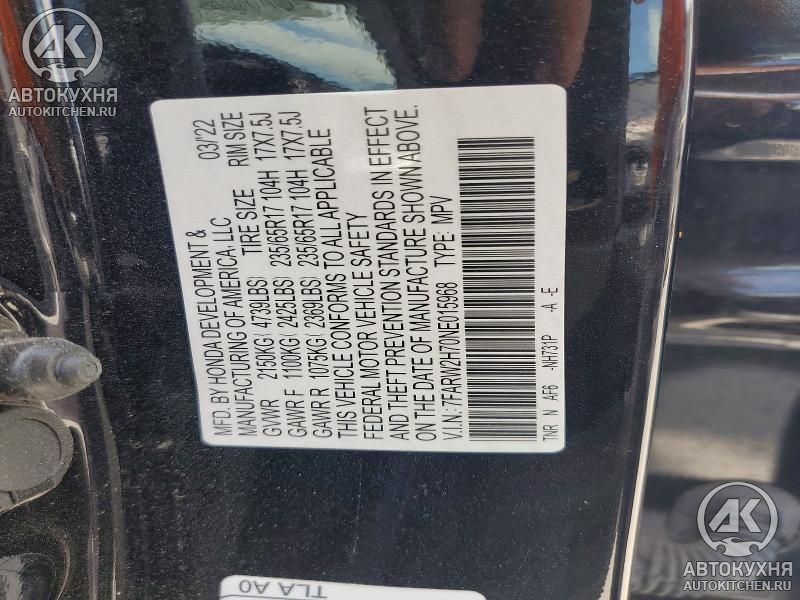 AK
АВТОКУХНЯ
AUTOKITCHEN.RU
MFD. BY HONDA DEVELOPMENT & 03/'22
MANUFACTURING OF AMERICA, LLC
TIRE SIZE RIM SIZE
GVWR 2150KG( 4739LBS)
GAWR F 1100KG( 2425LBS) 235/65R17 104H 17X7.5J
GAWR R 1075KG( 2369LBS) 235/65R17 104H 17X7.5J
THIS VEHICLE CONFORMS TO ALL APPLICABLE
FEDERAL MOTOR VEHICLE SAFETY
AND THEFT PREVENTION STANDARDS IN EFFECT
ON THE DATE OF MANUFACTURE SHOWN ABOVE.
V.I.N.: 7FARW2H70NE015968 TYPE: MPV
TNR N AF6 -NH731P -A -E
TLA A0
AK
АВТОКУХНЯ
AUTOKITCHEN.RU